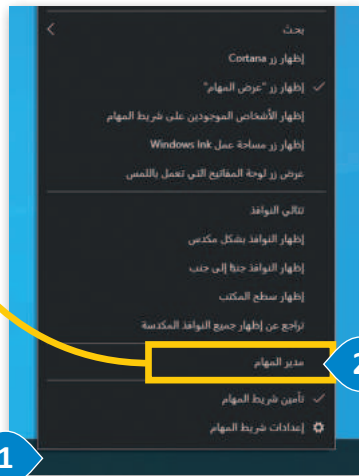 بحث
إظهار زر Cortana
إظهار زر "عرض المهام"
إظهار الأشخاص الموجودين على شريط المهام
إظهار زر مساحة عمل Windows Ink
عرض زر لوحة المفاتيح التي تعمل باللمس
تتالي النوافذ
إظهار النوافذ بشكل مكدس
إظهار النوافذ جنبًا إلى جنب
إظهار سطح المكتب
تراجع عن إظهار جميع النوافذ المكدسة
مدير المهام
2
تأمين شريط المهام
إعدادات شريط المهام
1